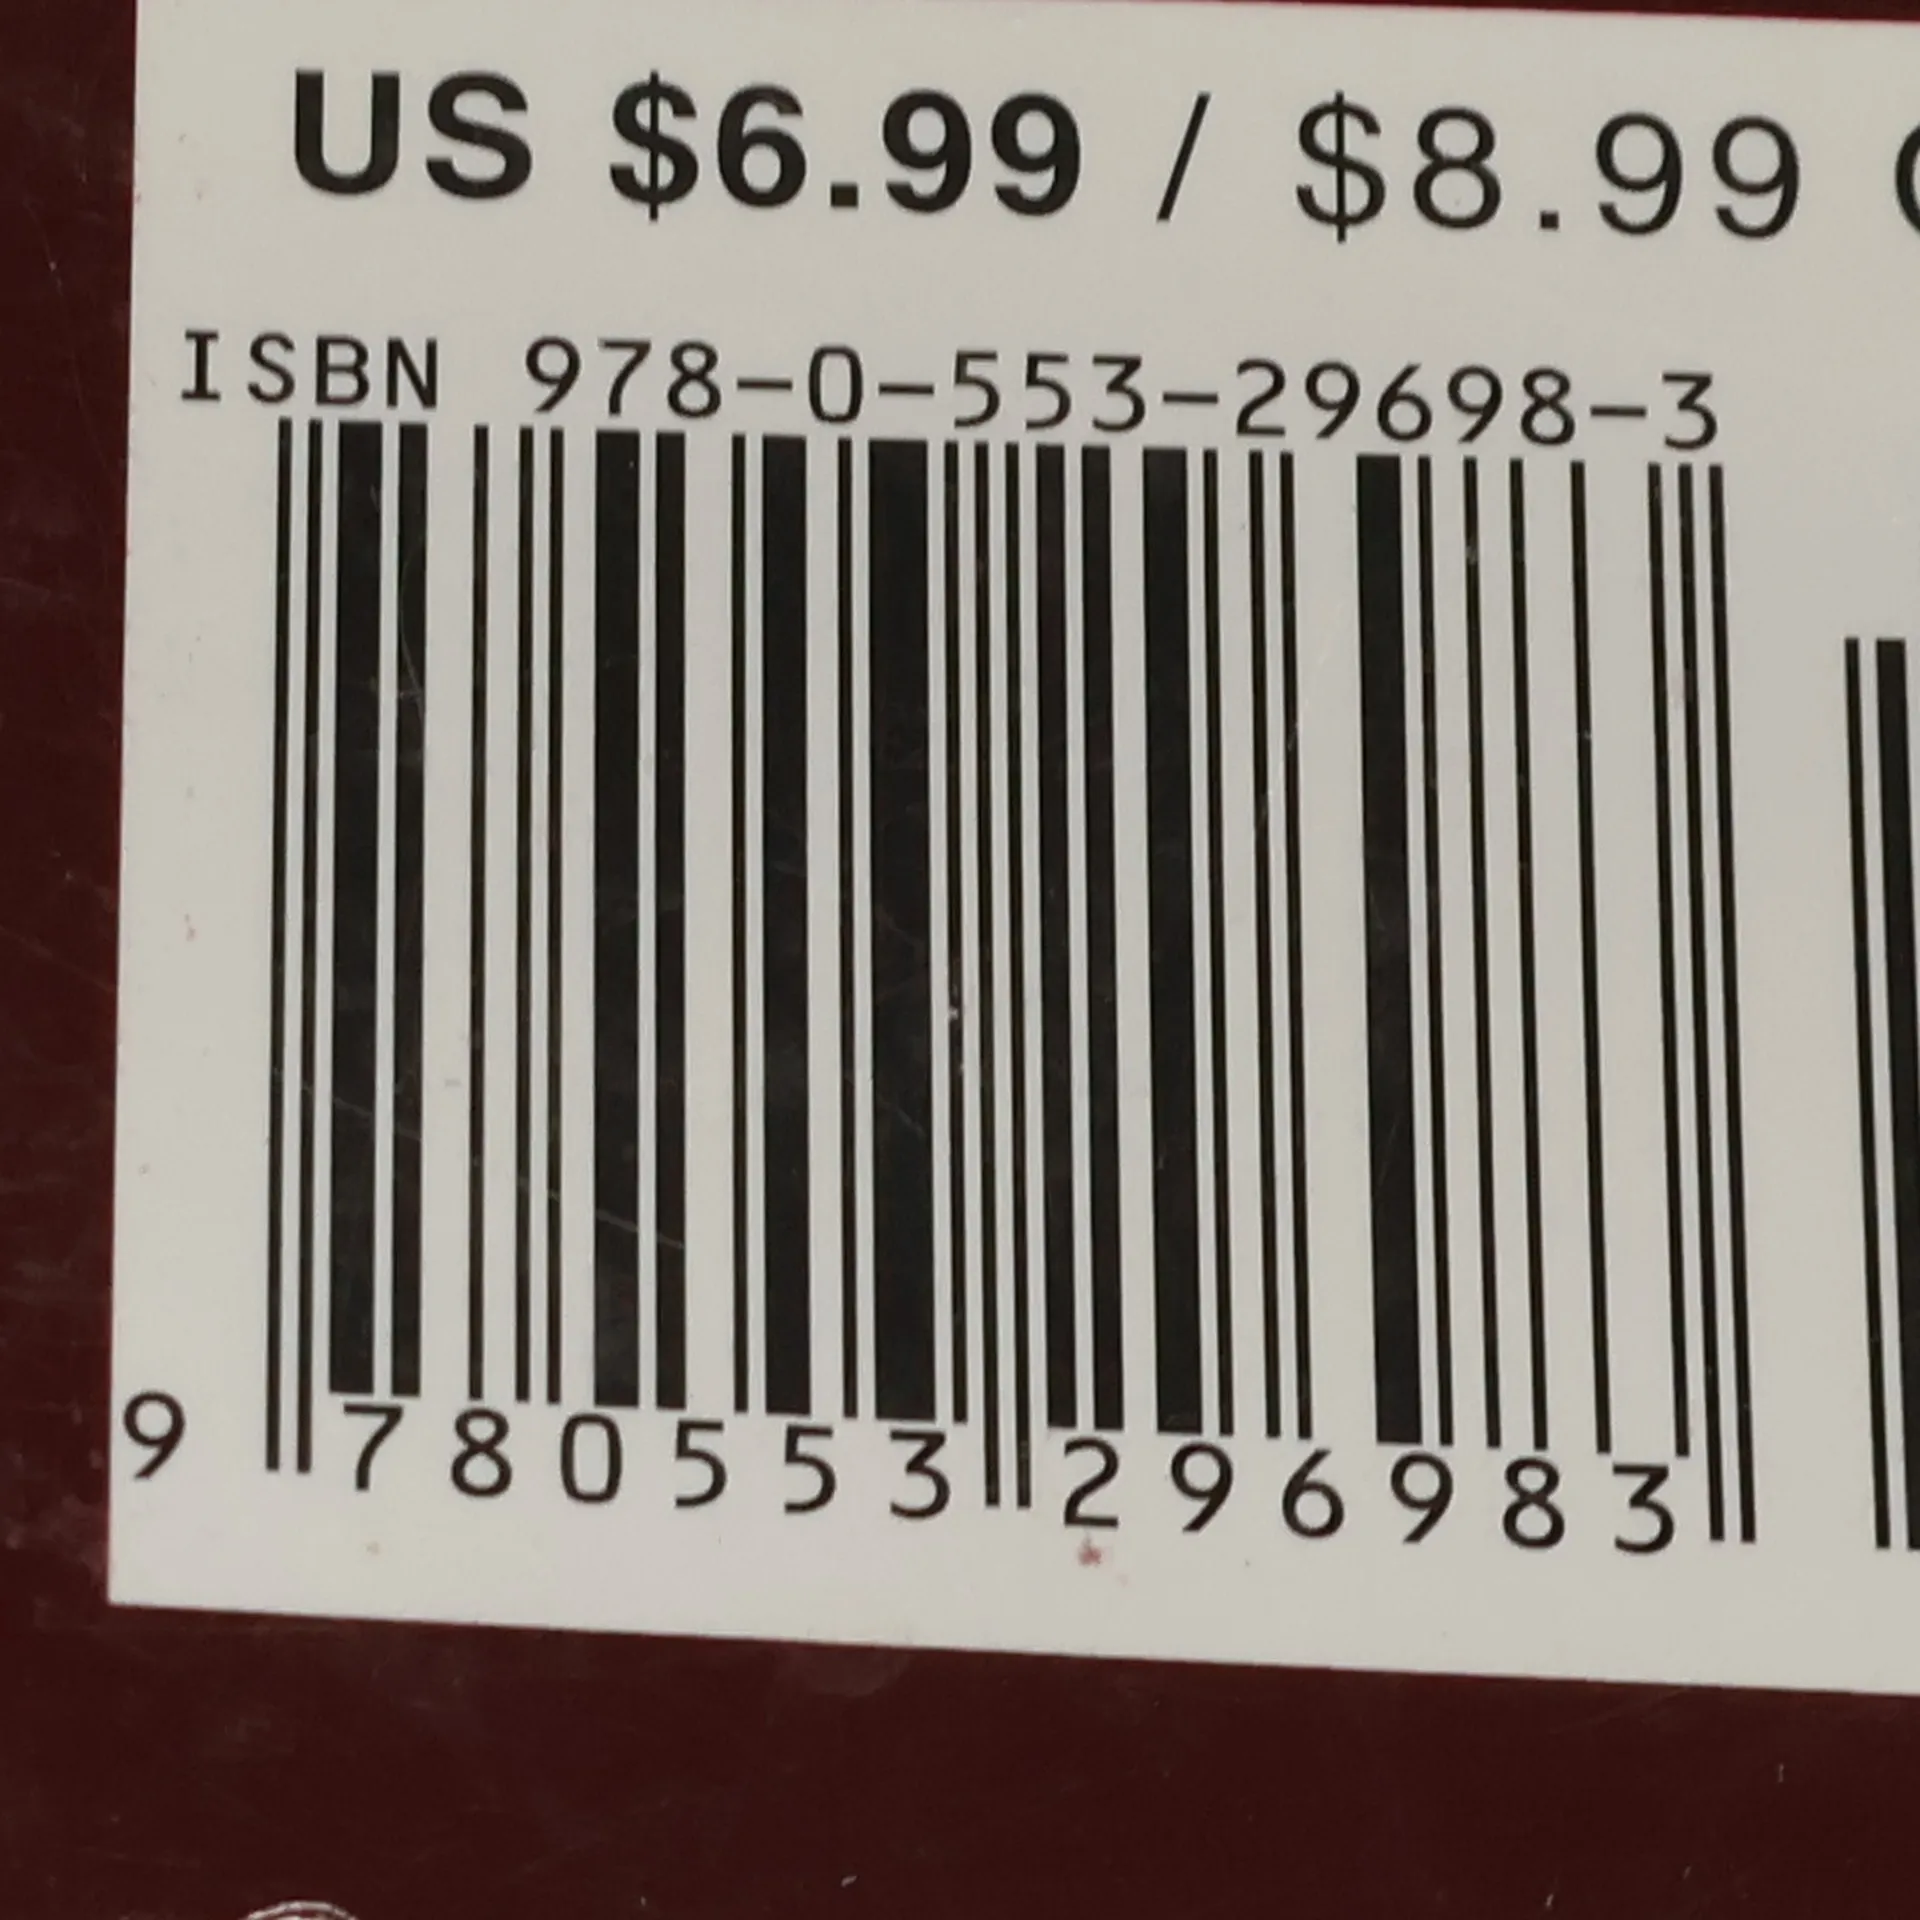 US $6.99 / $8.99
ISBN 978-0-553-29698-3
9 780553 296983